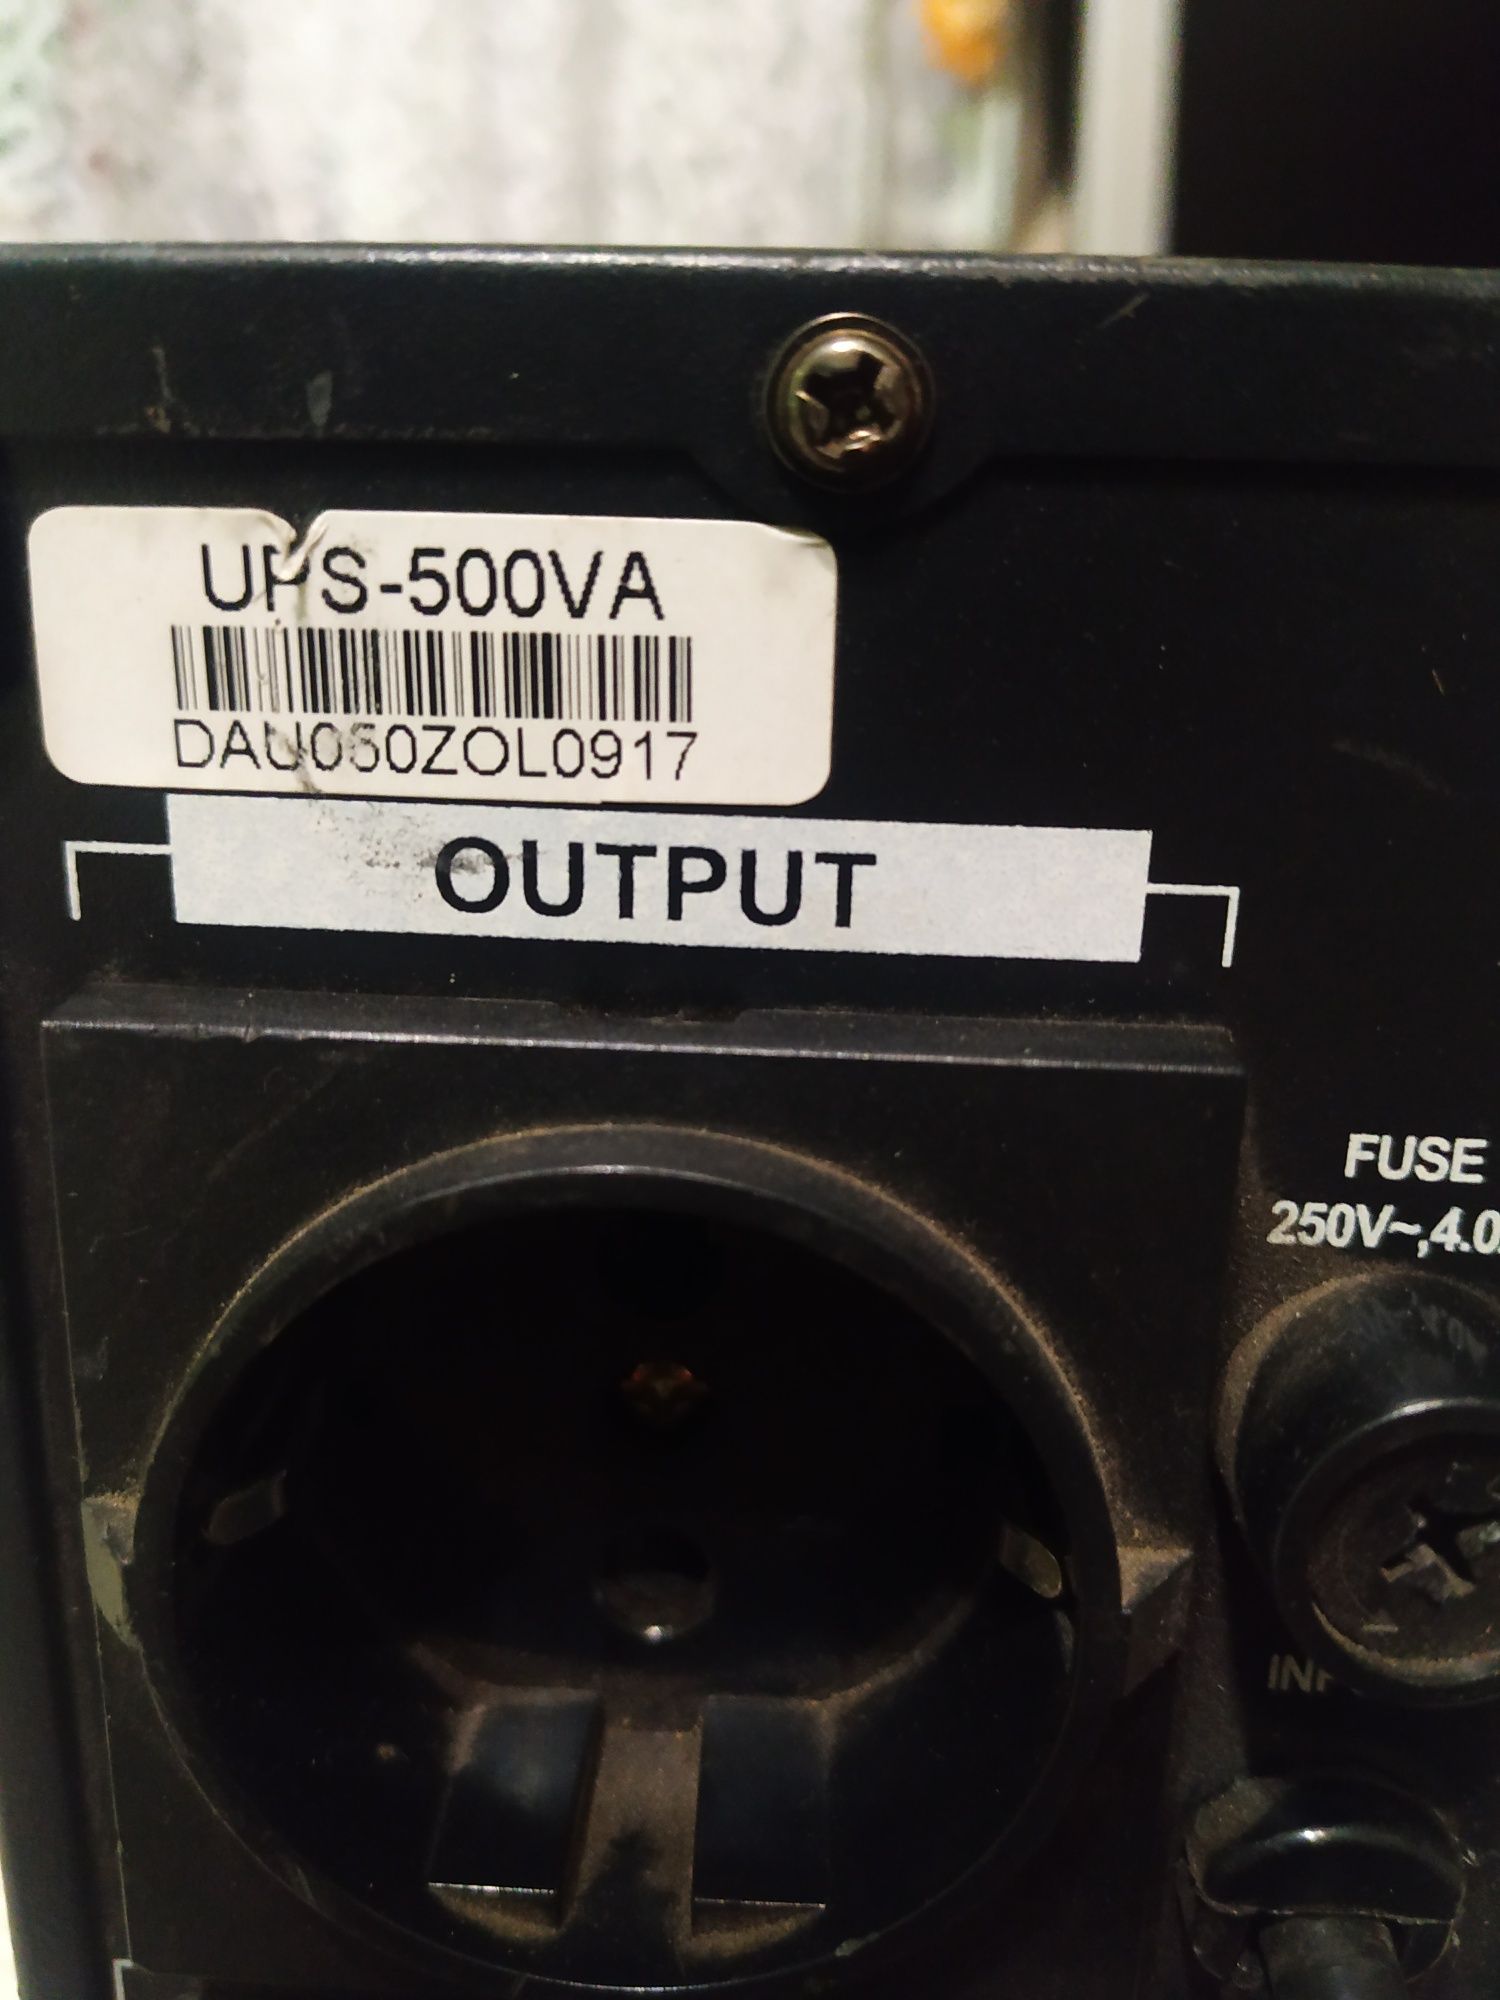 UPS-500VA
DAU050ZOL0917
OUTPUT
FUSE
250V~,4.0